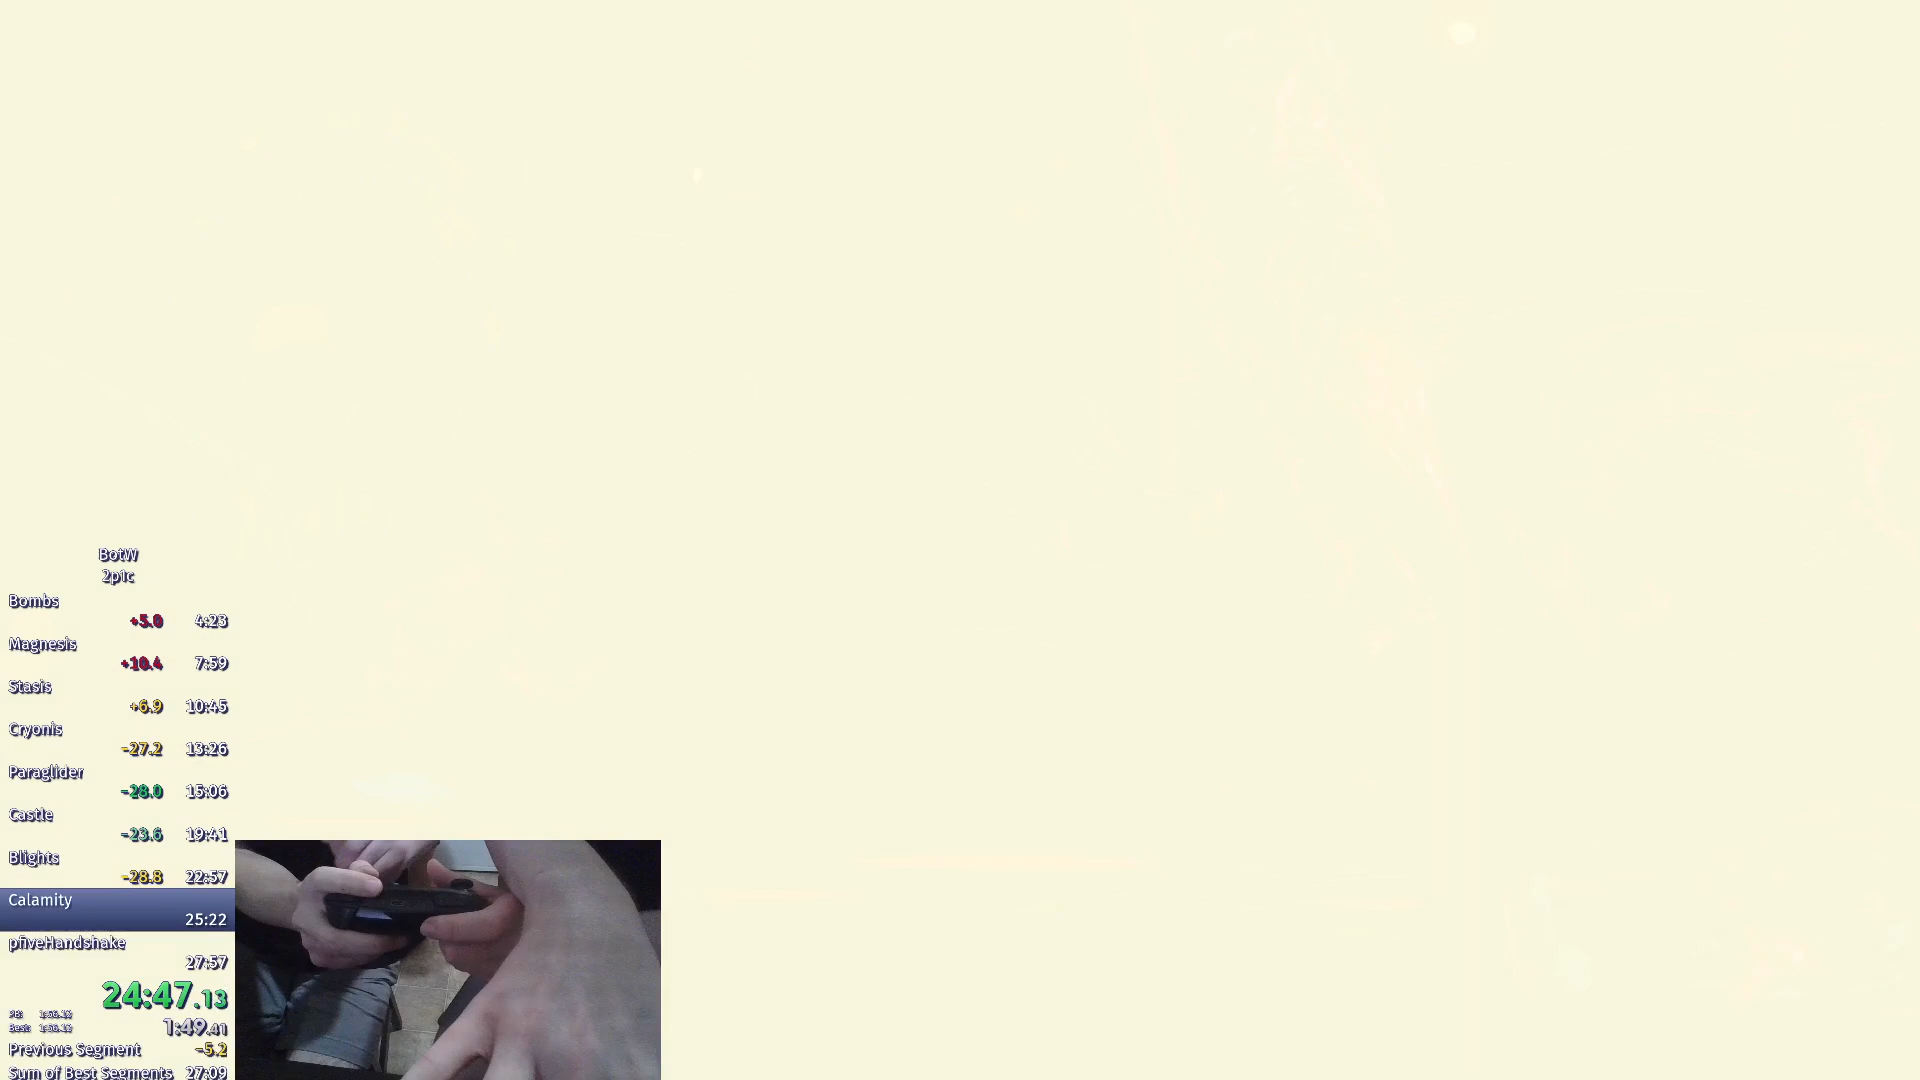 BotW
2p1c
Bombs
+5.0 4:23
Magnesis
+10.4 7:59
Stasis
+6.9 10:45
Cryonis
-27.2 13:26
Paraglider
-28.0 15:06
Castle
-23.6 19:41
Blights
-28.8 22:57
Calamity
25:22
pfiveHandshake
27:57
24:47.13
PB:
Best:
1:49.41
Previous Segment -5.2
Sum of Best Segments 27:09